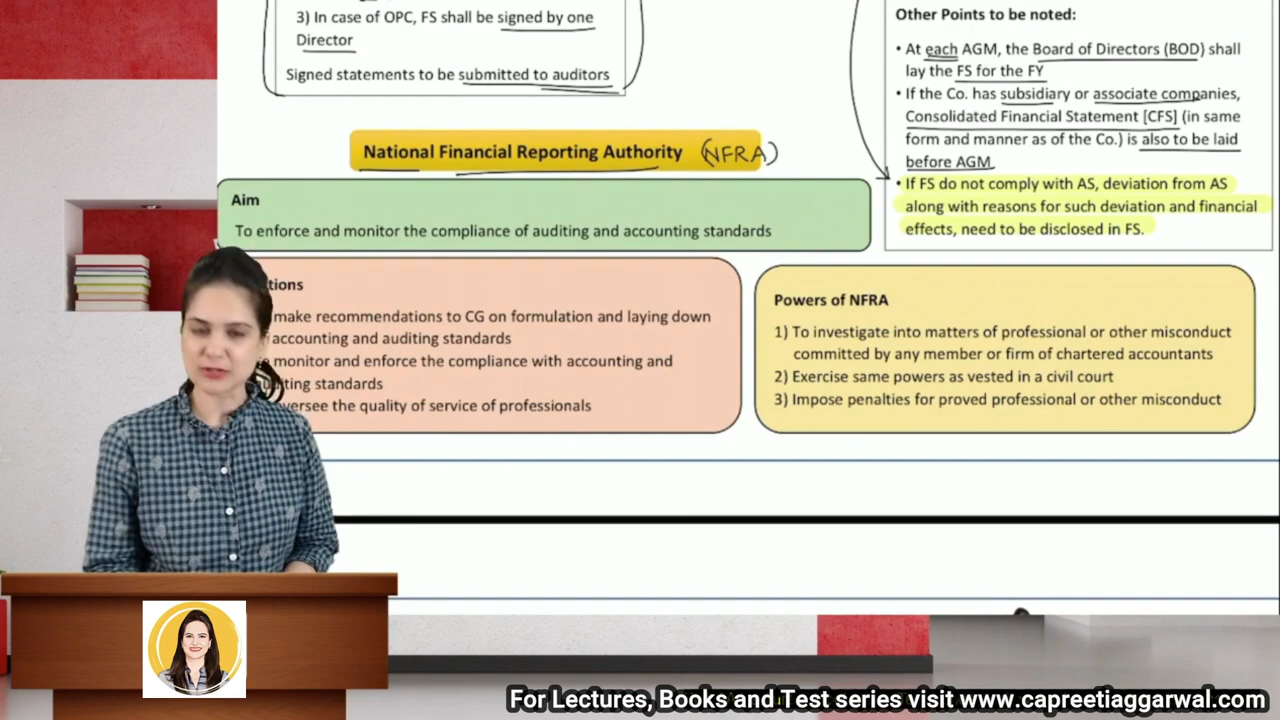 3) In case of OPC, FS shall be signed by one
Director
Signed statements to be submitted to auditors
Other Points to be noted:
• At each AGM, the Board of Directors (BOD) shall
lay the FS for the FY
• If the Co. has subsidiary or associate companies,
Consolidated Financial Statement [CFS] (in same
form and manner as of the Co.) is also to be laid
before AGM.
• If FS do not comply with AS, deviation from AS
along with reasons for such deviation and financial
effects, need to be disclosed in FS.
National Financial Reporting Authority (NFRA)
Aim
To enforce and monitor the compliance of auditing and accounting standards
tions
make recommendations to CG on formulation and laying down
accounting and auditing standards
monitor and enforce the compliance with accounting and
uditing standards
versee the quality of service of professionals
Powers of NFRA
1) To investigate into matters of professional or other misconduct
committed by any member or firm of chartered accountants
2) Exercise same powers as vested in a civil court
3) Impose penalties for proved professional or other misconduct
For Lectures, Books and Test series visit www.capreetiaggarwal.com